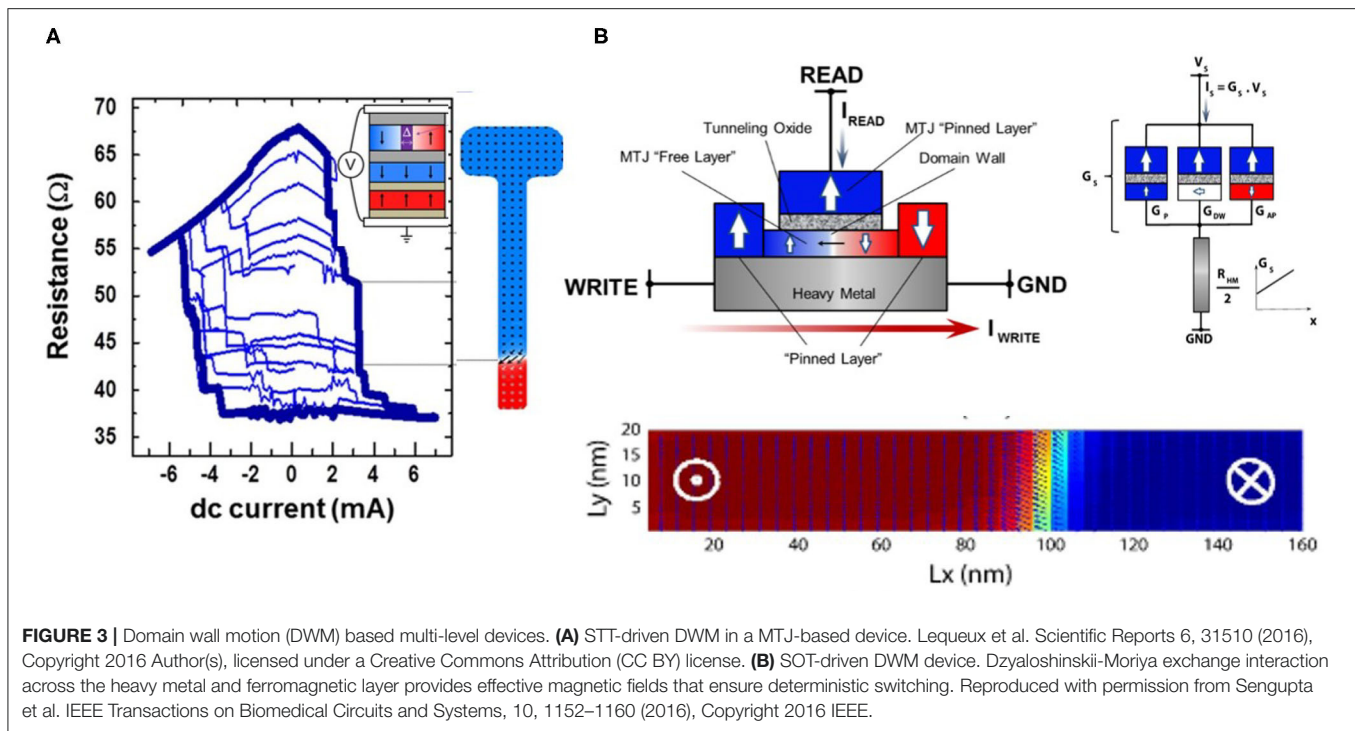 A
70
65
60
55
50
45
40
35
Resistance (Ω)
-6 -4 -2 0 2 4 6
dc current (mA)
V
Δ
B
READ
I READ
Tunneling Oxide
MTJ "Pinned Layer"
MTJ "Free Layer"
Domain Wall
WRITE
Heavy Metal
GND
I WRITE
"Pinned Layer"
V_S
I_S = G_S . V_S
G_S
G_P
G_DW
G_AP
R_HM
2
G_S
x
GND
20
15
10
5
Ly (nm)
20 40 60 80 100 120 140 160
Lx (nm)
FIGURE 3 | Domain wall motion (DWM) based multi-level devices. (A) STT-driven DWM in a MTJ-based device. Lequeux et al. Scientific Reports 6, 31510 (2016),
Copyright 2016 Author(s), licensed under a Creative Commons Attribution (CC BY) license. (B) SOT-driven DWM device. Dzyaloshinskii-Moriya exchange interaction
across the heavy metal and ferromagnetic layer provides effective magnetic fields that ensure deterministic switching. Reproduced with permission from Sengupta
et al. IEEE Transactions on Biomedical Circuits and Systems, 10, 1152–1160 (2016), Copyright 2016 IEEE.